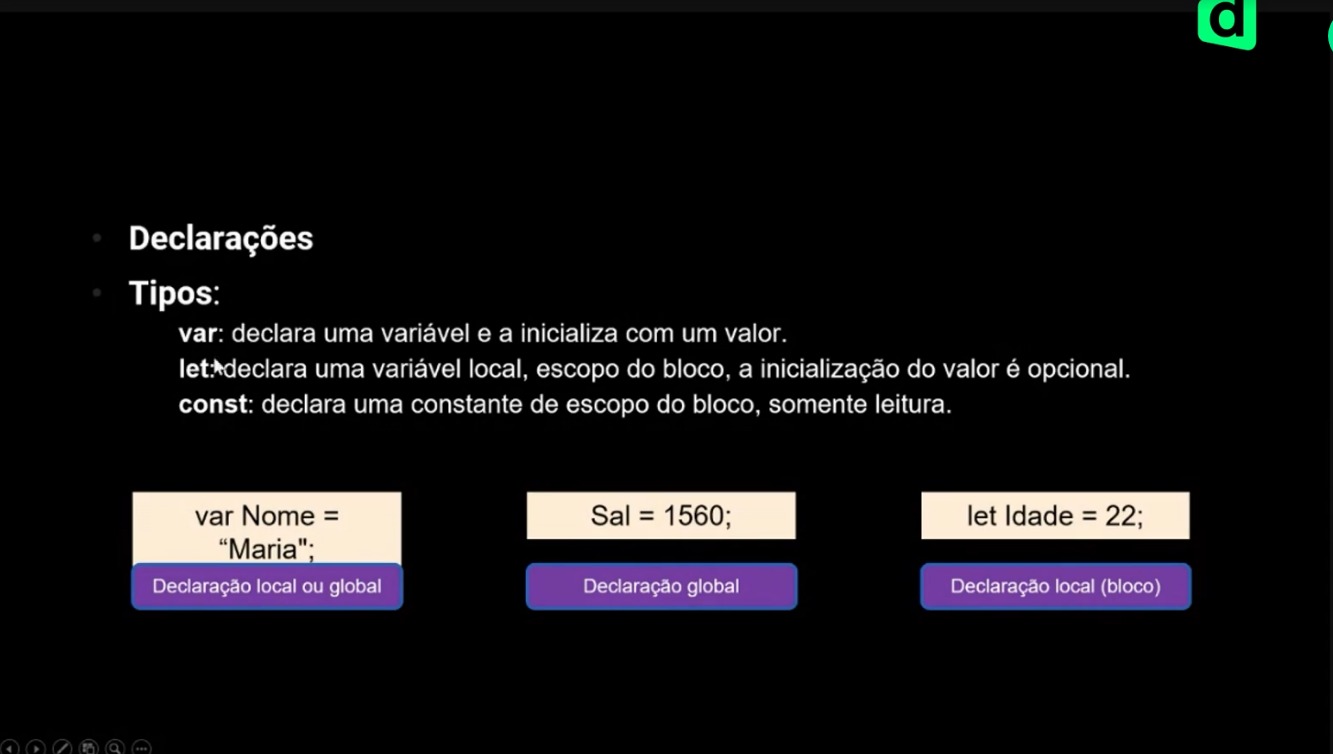 d
Declarações
Tipos:
var: declara uma variável e a inicializa com um valor.
let: declara uma variável local, escopo do bloco, a inicialização do valor é opcional.
const: declara uma constante de escopo do bloco, somente leitura.
var Nome =
“Maria";
Declaração local ou global
Sal = 1560;
Declaração global
let Idade = 22;
Declaração local (bloco)